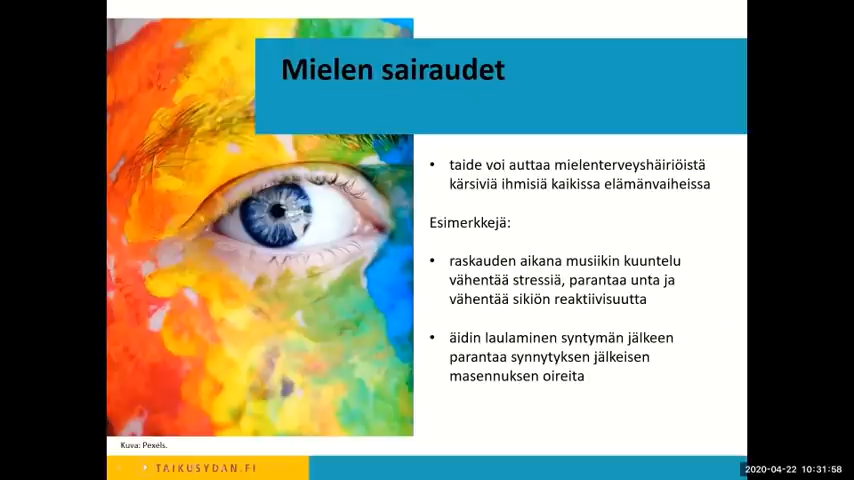 Mielen sairaudet
• taide voi auttaa mielenterveyshäiriöistä
kärsiviä ihmisiä kaikissa elämänvaiheissa
Esimerkkejä:
• raskauden aikana musiikin kuuntelu
vähentää stressiä, parantaa unta ja
vähentää sikiön reaktiivisuutta
• äidin laulaminen syntymän jälkeen
parantaa synnytyksen jälkeisen
masennuksen oireita
Kuva: Pexels.
TAIKUSYDAN.FI
2020-04-22 10:31:58